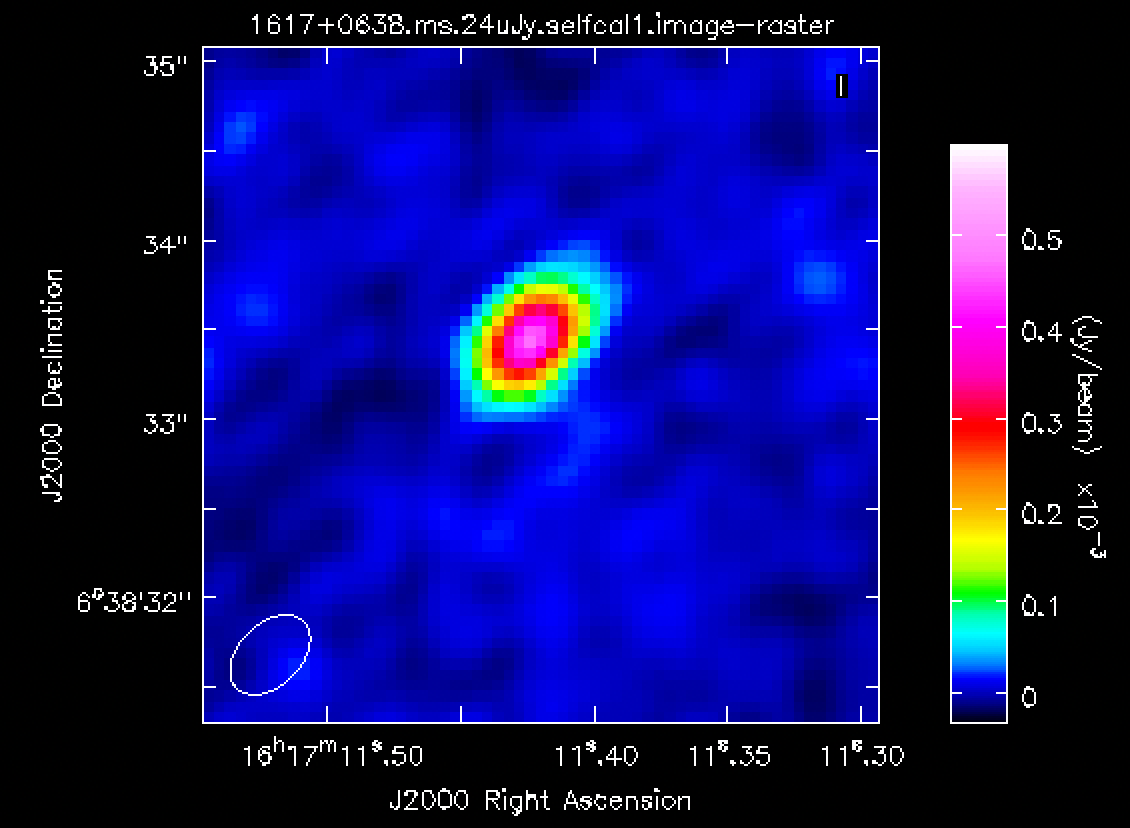 1617+0638.ms.24uJy.selfcal1.image-raster
I
35"
34"
33"
6°38'32"
J2000 Declination
16h17m11s.50 11s.40 11s.35 11s.30
J2000 Right Ascension
0.5
0.4
0.3
0.2
0.1
0
(Jy/beam) x10-3